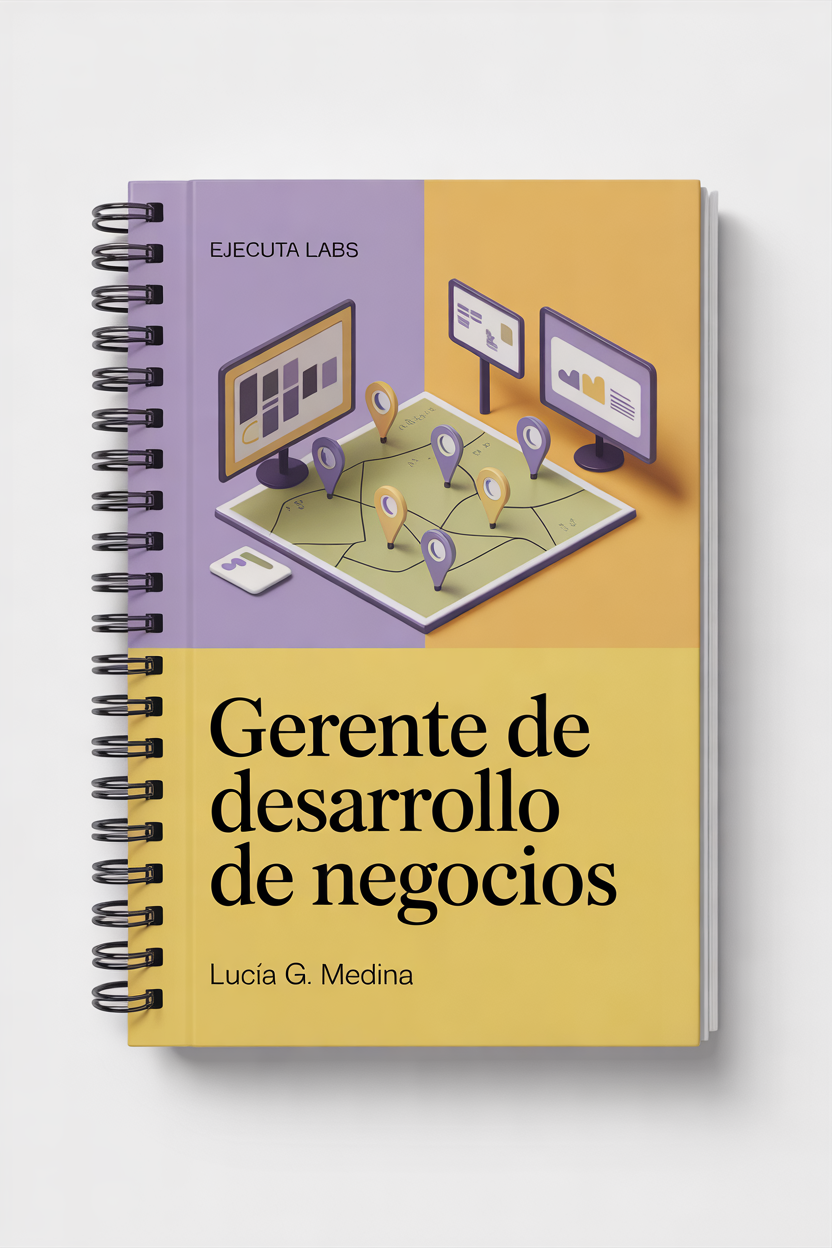 EJECUTA LABS
Gerente de
desarrollo
de negocios
Lucía G. Medina